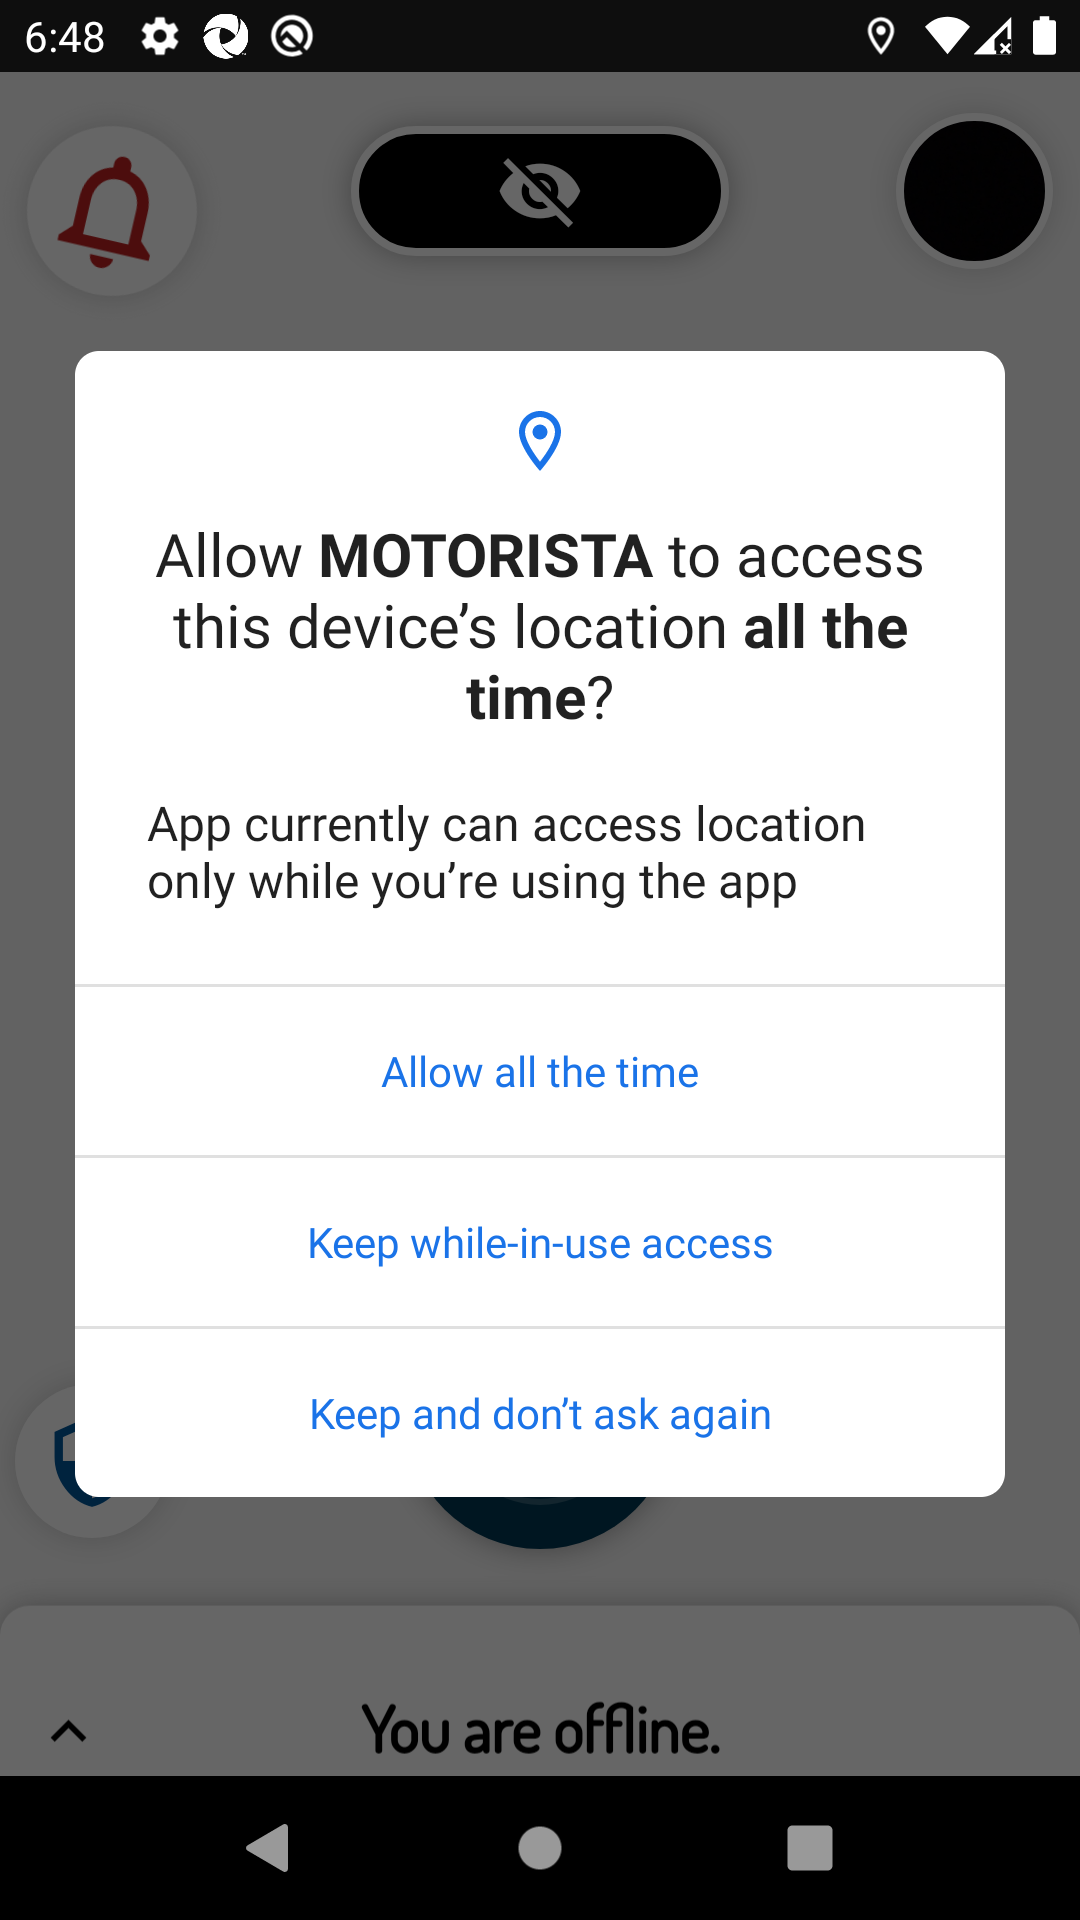 6:48
Allow MOTORISTA to access
this device’s location all the
time?
App currently can access location
only while you’re using the app
Allow all the time
Keep while-in-use access
Keep and don’t ask again
You are offline.